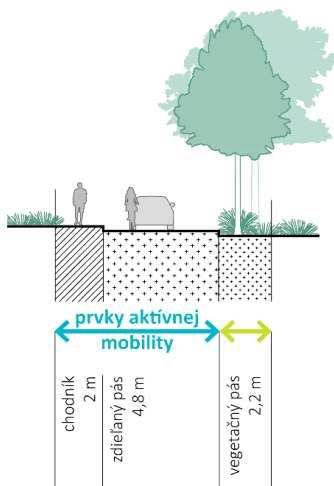 prvky aktívnej
mobility
chodník
2 m
zdieľaný pás
4,8 m
vegetačný pás
2,2 m